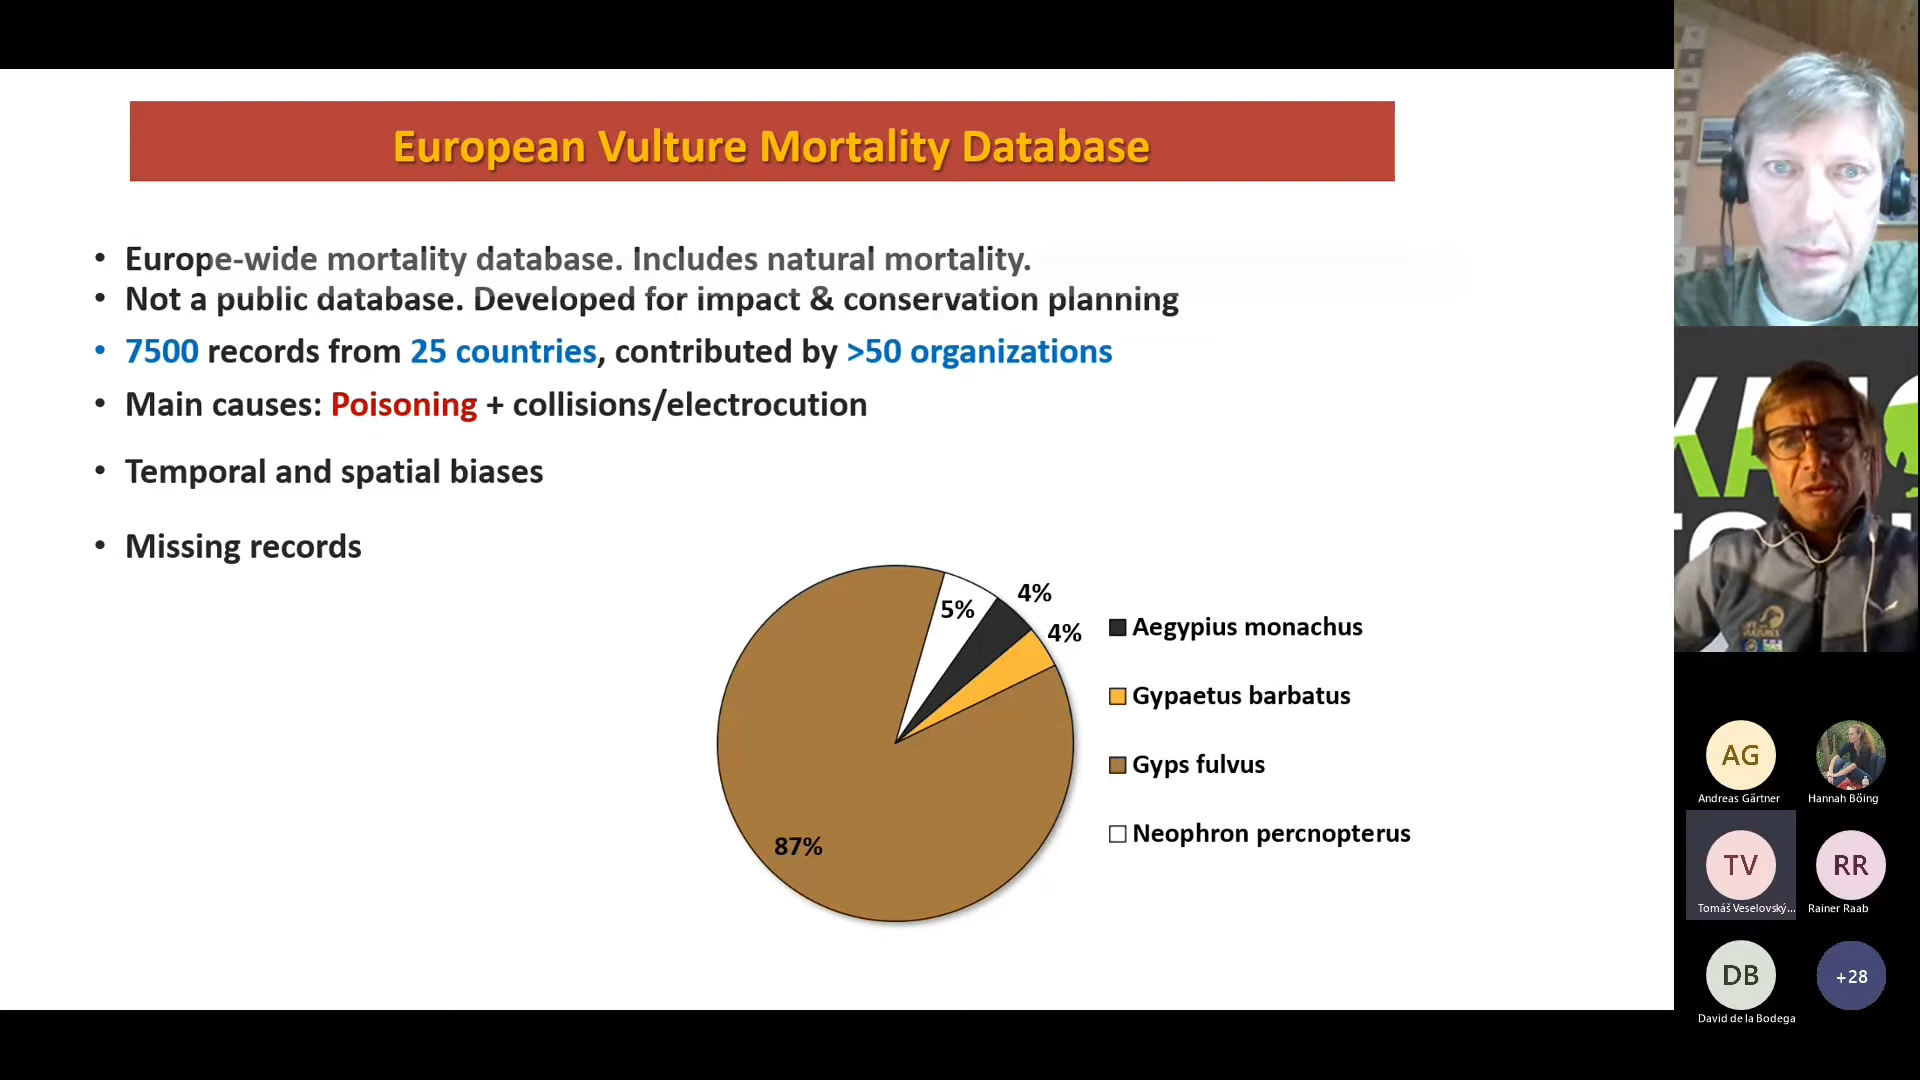 European Vulture Mortality Database
• Europe-wide mortality database. Includes natural mortality.
• Not a public database. Developed for impact & conservation planning
• 7500 records from 25 countries, contributed by >50 organizations
• Main causes: Poisoning + collisions/electrocution
• Temporal and spatial biases
• Missing records
5%
4%
4%
87%
Aegypius monachus
Gypaetus barbatus
Gyps fulvus
Neophron percnopterus
AG
Andreas Gärtner
Hannah Böing
TV
Tomáš Veselovský...
RR
Rainer Raab
DB
David de la Bodega
+28